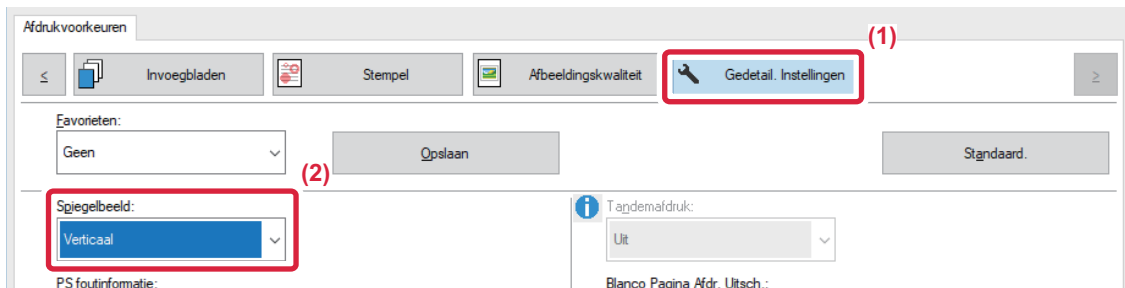 Afdrukvoorkeuren
(1)
< Invoegbladen Stempel Afbeeldingskwaliteit Gedetail. Instellingen >
Favorieten:
Geen Opslaan Standaard.
(2)
Spiegelbeeld: Tandemafdruk:
Verticaal Uit
PS foutinformatie: Blanco Pagina Afdr. Uitsch.: